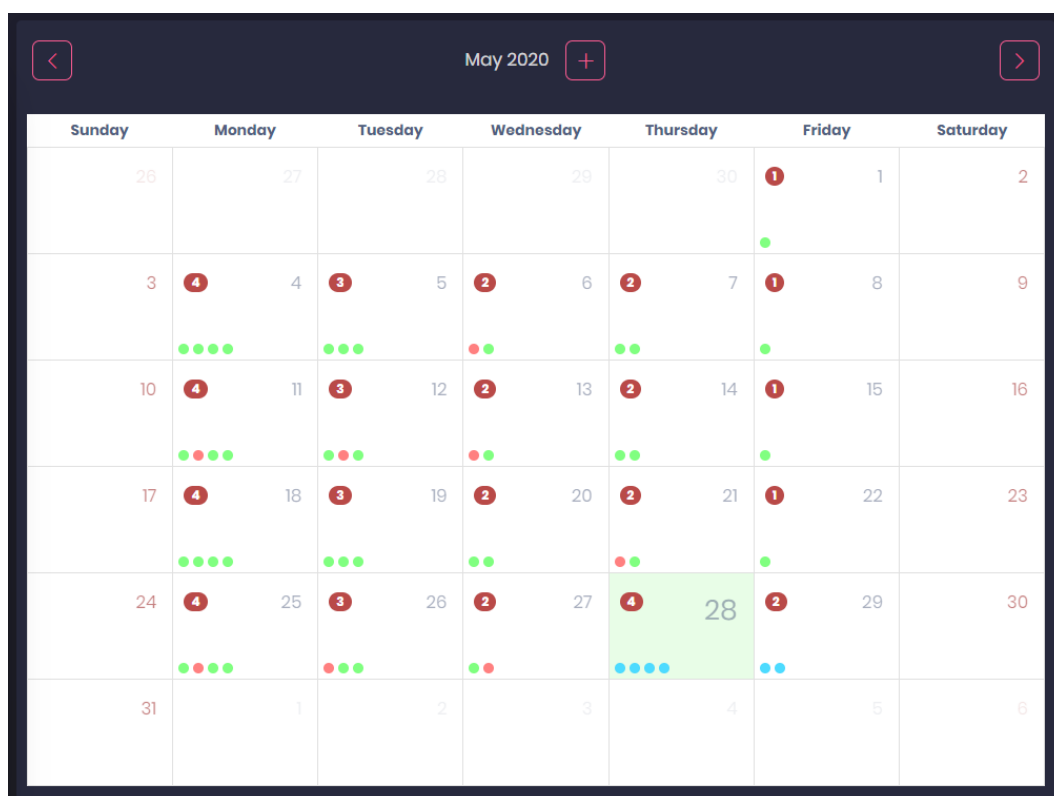 May 2020
Sunday Monday Tuesday Wednesday Thursday Friday Saturday
26 27 28 29 30 1 1 2
3 4 4 3 5 2 6 2 7 1 8 9
10 4 11 3 12 2 13 2 14 1 15 16
17 4 18 3 19 2 20 2 21 1 22 23
24 4 25 3 26 2 27 4 28 2 29 30
31 1 2 3 4 5 6